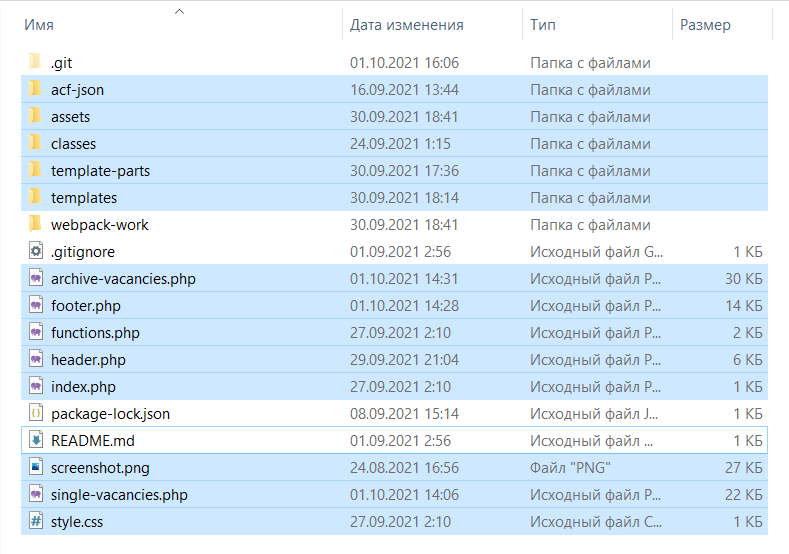 Имя Дата изменения Тип Размер
.git 01.10.2021 16:06 Папка с файлами
acf-json 16.09.2021 13:44 Папка с файлами
assets 30.09.2021 18:41 Папка с файлами
classes 24.09.2021 1:15 Папка с файлами
template-parts 30.09.2021 17:36 Папка с файлами
templates 30.09.2021 18:14 Папка с файлами
webpack-work 30.09.2021 18:41 Папка с файлами
.gitignore 01.09.2021 2:56 Исходный файл G... 1 КБ
archive-vacancies.php 01.10.2021 14:31 Исходный файл P... 30 КБ
footer.php 01.10.2021 14:28 Исходный файл P... 14 КБ
functions.php 27.09.2021 2:10 Исходный файл P... 2 КБ
header.php 29.09.2021 21:04 Исходный файл P... 6 КБ
index.php 27.09.2021 2:10 Исходный файл P... 1 КБ
package-lock.json 08.09.2021 15:14 Исходный файл J... 1 КБ
README.md 01.09.2021 2:56 Исходный файл ... 1 КБ
screenshot.png 24.08.2021 16:56 Файл "PNG" 27 КБ
single-vacancies.php 01.10.2021 14:06 Исходный файл P... 22 КБ
style.css 27.09.2021 2:10 Исходный файл C... 1 КБ